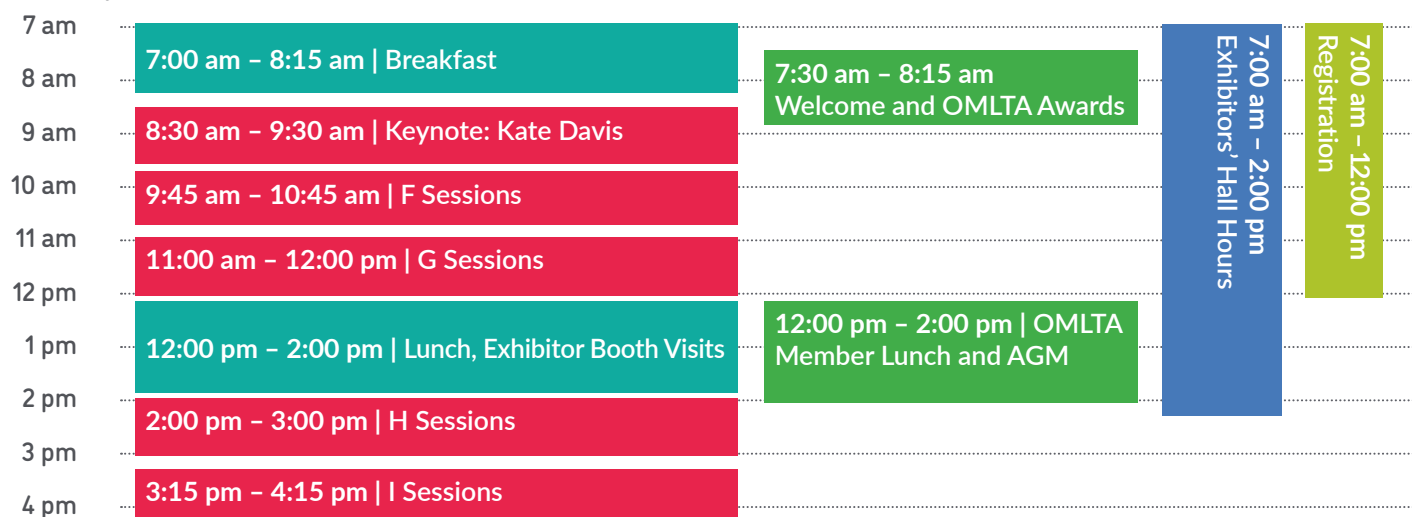 7 am
8 am
9 am
10 am
11 am
12 pm
1 pm
2 pm
3 pm
4 pm
7:00 am – 8:15 am | Breakfast
8:30 am – 9:30 am | Keynote: Kate Davis
9:45 am – 10:45 am | F Sessions
11:00 am – 12:00 pm | G Sessions
12:00 pm – 2:00 pm | Lunch, Exhibitor Booth Visits
2:00 pm – 3:00 pm | H Sessions
3:15 pm – 4:15 pm | I Sessions
7:30 am – 8:15 am
Welcome and OMLTA Awards
12:00 pm – 2:00 pm | OMLTA
Member Lunch and AGM
7:00 am – 2:00 pm
Exhibitors' Hall Hours
7:00 am – 12:00 pm
Registration